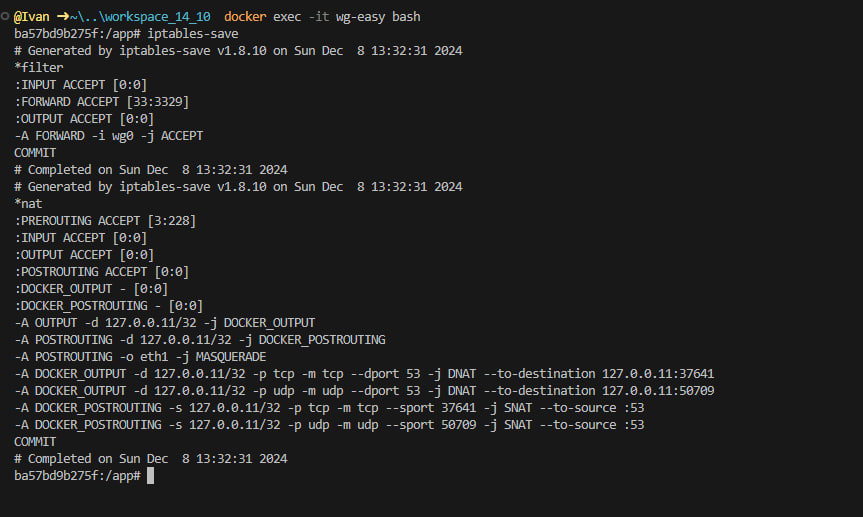 @Ivan ➜~\..\workspace_14_10 docker exec -it wg-easy bash
ba57bd9b275f:/app# iptables-save
# Generated by iptables-save v1.8.10 on Sun Dec  8 13:32:31 2024
*filter
:INPUT ACCEPT [0:0]
:FORWARD ACCEPT [33:3329]
:OUTPUT ACCEPT [0:0]
-A FORWARD -i wg0 -j ACCEPT
COMMIT
# Completed on Sun Dec  8 13:32:31 2024
# Generated by iptables-save v1.8.10 on Sun Dec  8 13:32:31 2024
*nat
:PREROUTING ACCEPT [3:228]
:INPUT ACCEPT [0:0]
:OUTPUT ACCEPT [0:0]
:POSTROUTING ACCEPT [0:0]
:DOCKER_OUTPUT - [0:0]
:DOCKER_POSTROUTING - [0:0]
-A OUTPUT -d 127.0.0.11/32 -j DOCKER_OUTPUT
-A POSTROUTING -d 127.0.0.11/32 -j DOCKER_POSTROUTING
-A POSTROUTING -o eth1 -j MASQUERADE
-A DOCKER_OUTPUT -d 127.0.0.11/32 -p tcp -m tcp --dport 53 -j DNAT --to-destination 127.0.0.11:37641
-A DOCKER_OUTPUT -d 127.0.0.11/32 -p udp -m udp --dport 53 -j DNAT --to-destination 127.0.0.11:50709
-A DOCKER_POSTROUTING -s 127.0.0.11/32 -p tcp -m tcp --sport 37641 -j SNAT --to-source :53
-A DOCKER_POSTROUTING -s 127.0.0.11/32 -p udp -m udp --sport 50709 -j SNAT --to-source :53
COMMIT
# Completed on Sun Dec  8 13:32:31 2024
ba57bd9b275f:/app#